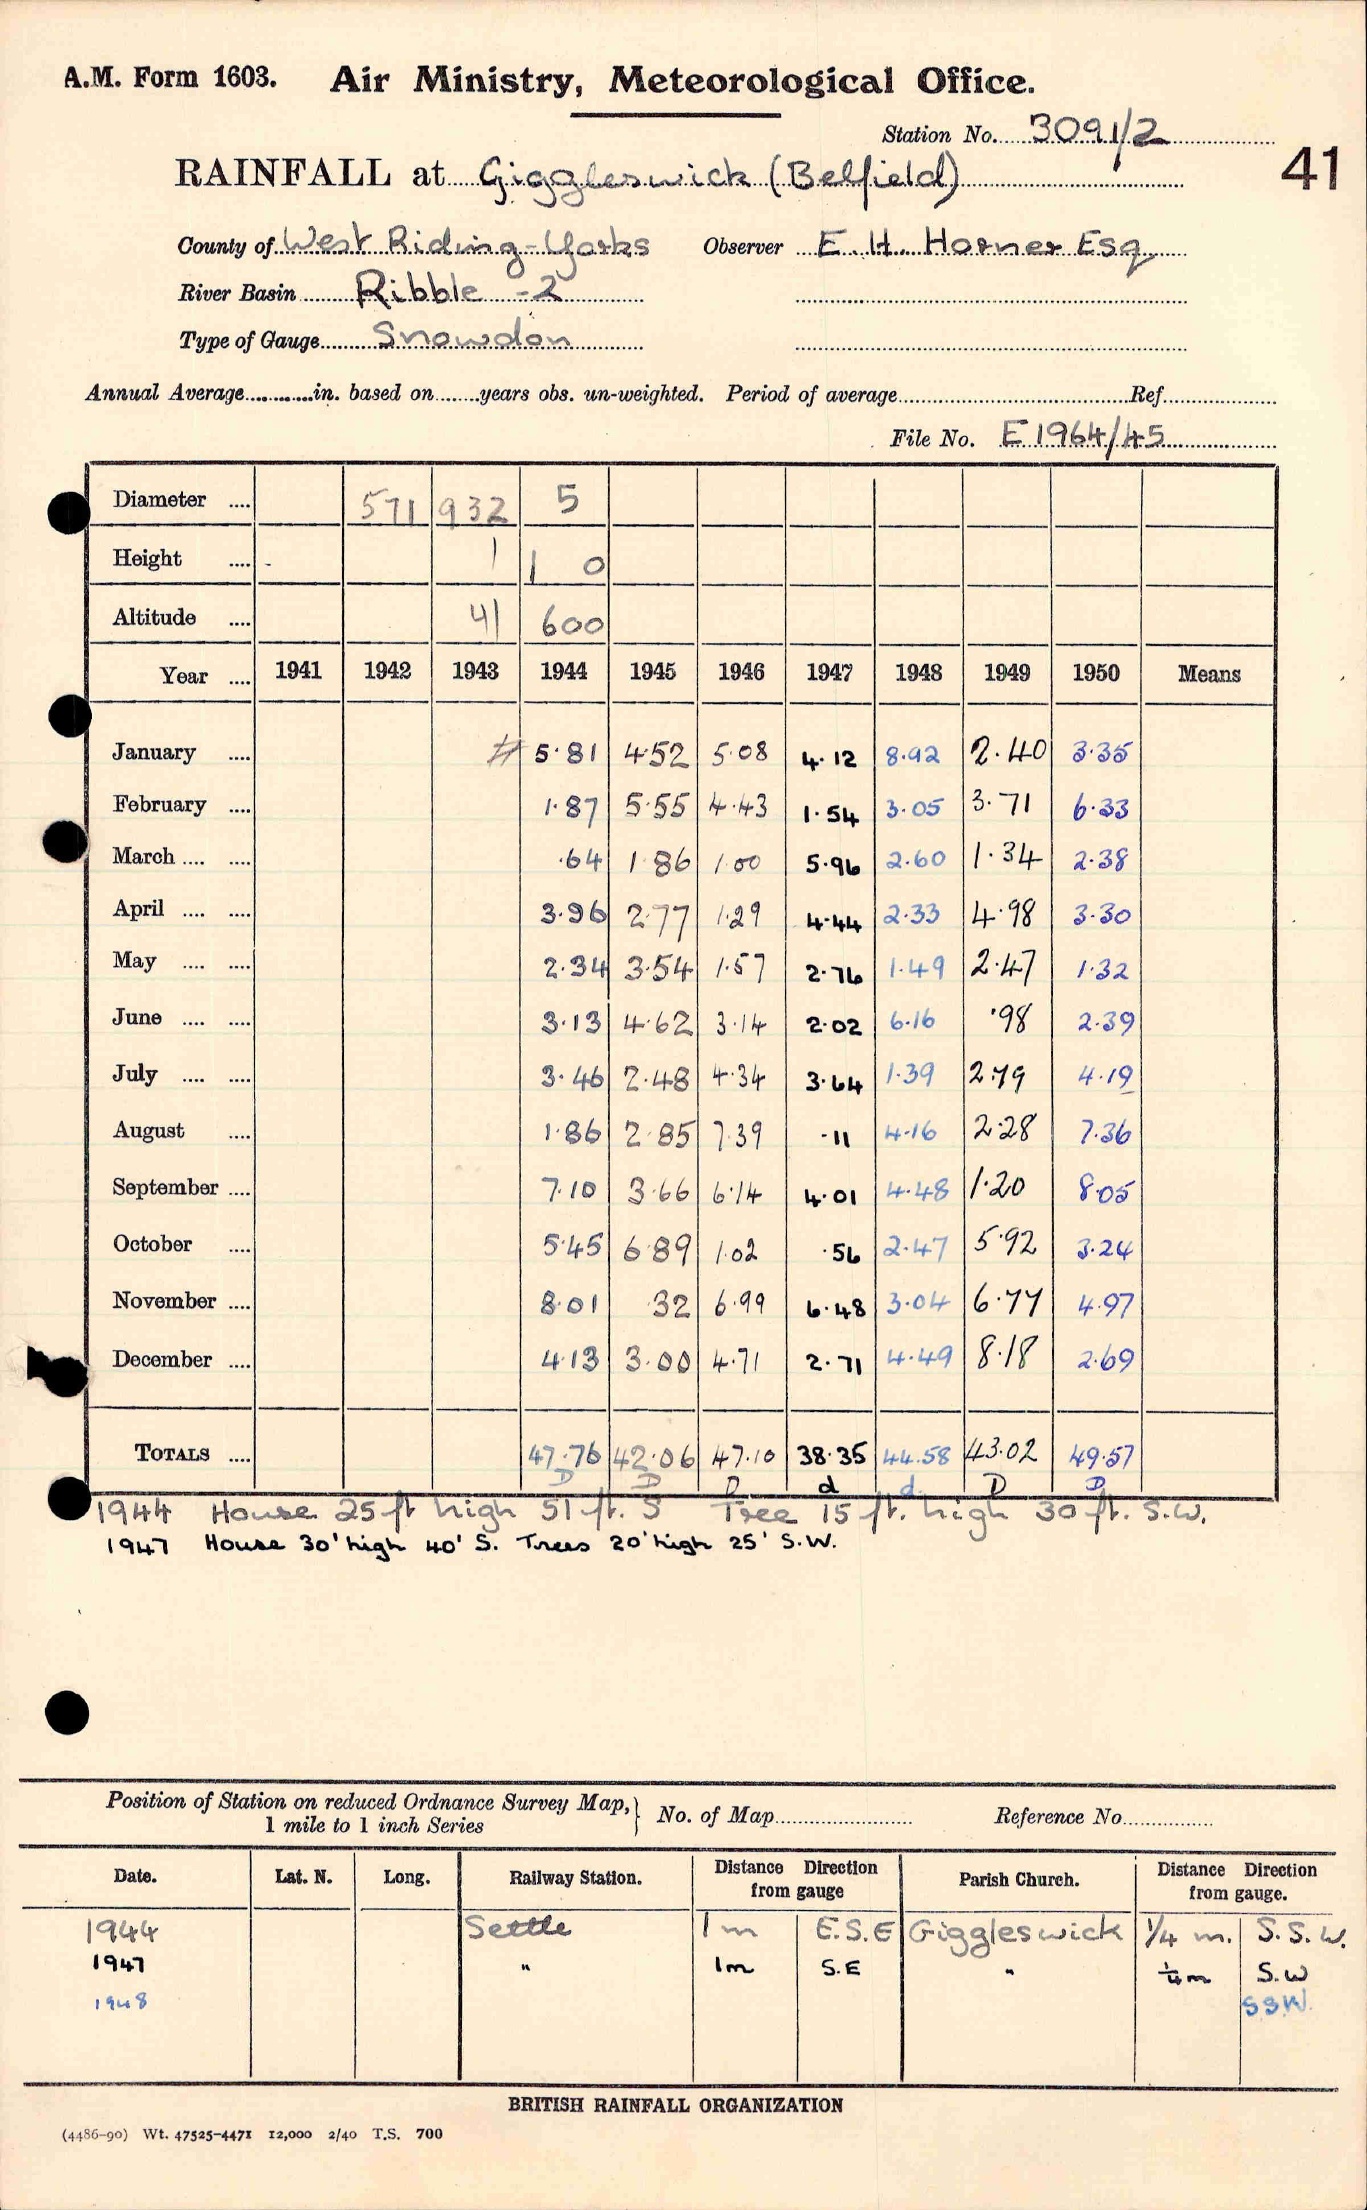 A.M. Form 1603. Air Ministry, Meteorological Office.
Station No. 3091/2
41
RAINFALL at Giggleswick (Belfield)
County of West Riding-Yorks Observer E. H. Horner Esq
River Basin Ribble -2
Type of Gauge Snowdon
Annual Average in. based on years obs. un-weighted. Period of average Ref.
File No. E 1964/45
Diameter 571 932 5
Height 1 1 0
Altitude 41 600
Year 1941 1942 1943 1944 1945 1946 1947 1948 1949 1950 Means
January # 5.81 4.52 5.08 4.12 8.92 2.40 3.35
February 1.87 5.55 4.43 1.54 3.05 3.71 6.33
March .64 1.86 1.00 5.96 2.60 1.34 2.38
April 3.96 2.77 1.29 4.44 2.33 4.98 3.30
May 2.34 3.54 1.57 2.76 1.49 2.47 1.32
June 3.13 4.62 3.14 2.02 6.16 .98 2.39
July 3.46 2.48 4.34 3.64 1.39 2.79 4.19
August 1.86 2.85 7.39 .11 4.16 2.28 7.36
September 7.10 3.66 6.14 4.01 4.48 1.20 8.05
October 5.45 6.89 1.02 .56 2.47 5.92 3.24
November 8.01 32 6.99 6.48 3.04 6.77 4.97
December 4.13 3.00 4.71 2.71 4.49 8.18 2.69
TOTALS 47.76 42.06 47.10 38.35 44.58 43.02 49.57
D D D d d D D
1944 House 25 ft high 51 ft. S Tree 15 ft. high 30 ft. S.W.
1947 House 30' high 40' S. Trees 20' high 25' S.W.
Position of Station on reduced Ordnance Survey Map, 1 mile to 1 inch Series } No. of Map Reference No.
Date. Lat. N. Long. Railway Station. Distance Direction from gauge Parish Church. Distance Direction from gauge.
1944 Settle 1 m E.S.E Giggleswick 1/4 m. S.S.W.
1947 " 1m S.E " 1/4m S.W
1948 S.S.W.
BRITISH RAINFALL ORGANIZATION
(4486-90) Wt. 47525-4471 12,000 2/40 T.S. 700